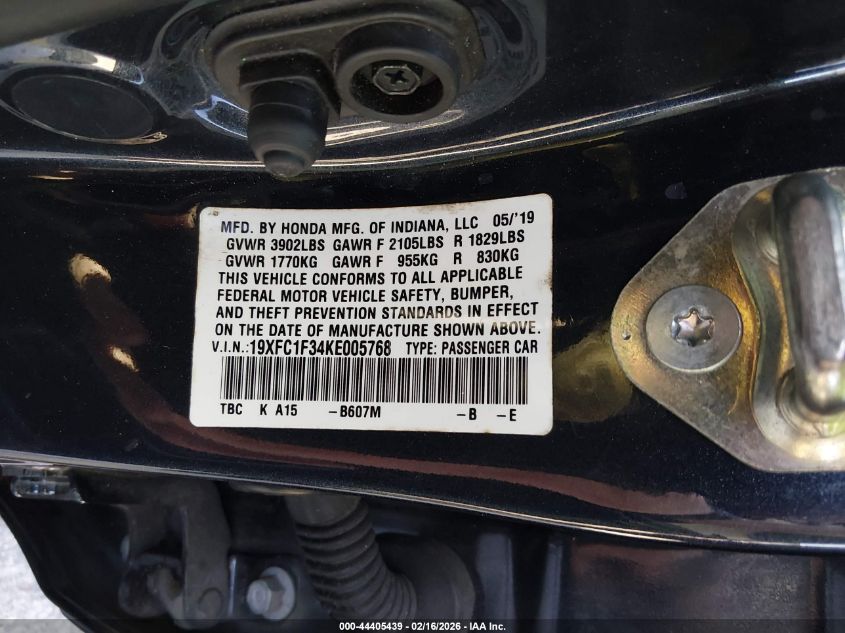 MFD. BY HONDA MFG. OF INDIANA, LLC 05/'19
GVWR 3902LBS GAWR F 2105LBS R 1829LBS
GVWR 1770KG GAWR F 955KG R 830KG
THIS VEHICLE CONFORMS TO ALL APPLICABLE
FEDERAL MOTOR VEHICLE SAFETY, BUMPER,
AND THEFT PREVENTION STANDARDS IN EFFECT
ON THE DATE OF MANUFACTURE SHOWN ABOVE.
V.I.N.:19XFC1F34KE005768 TYPE: PASSENGER CAR
TBC K A15 -B607M -B -E
000-44405439 - 02/16/2026 - IAA Inc.